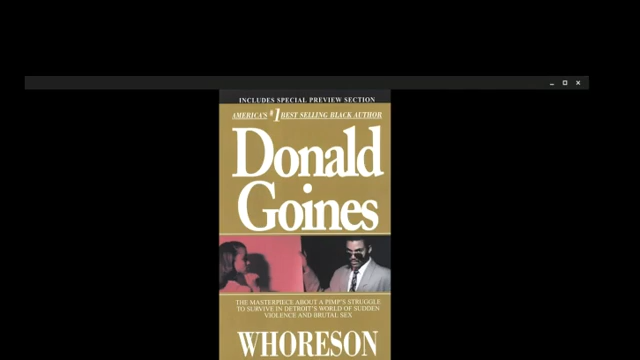 INCLUDES SPECIAL PREVIEW SECTION
AMERICA'S #1 BEST SELLING BLACK AUTHOR
Donald
Goines
THE MASTERPIECE ABOUT A PIMP'S STRUGGLE
TO SURVIVE IN DETROIT'S WORLD OF SUDDEN
VIOLENCE AND BRUTAL SEX
WHORESON